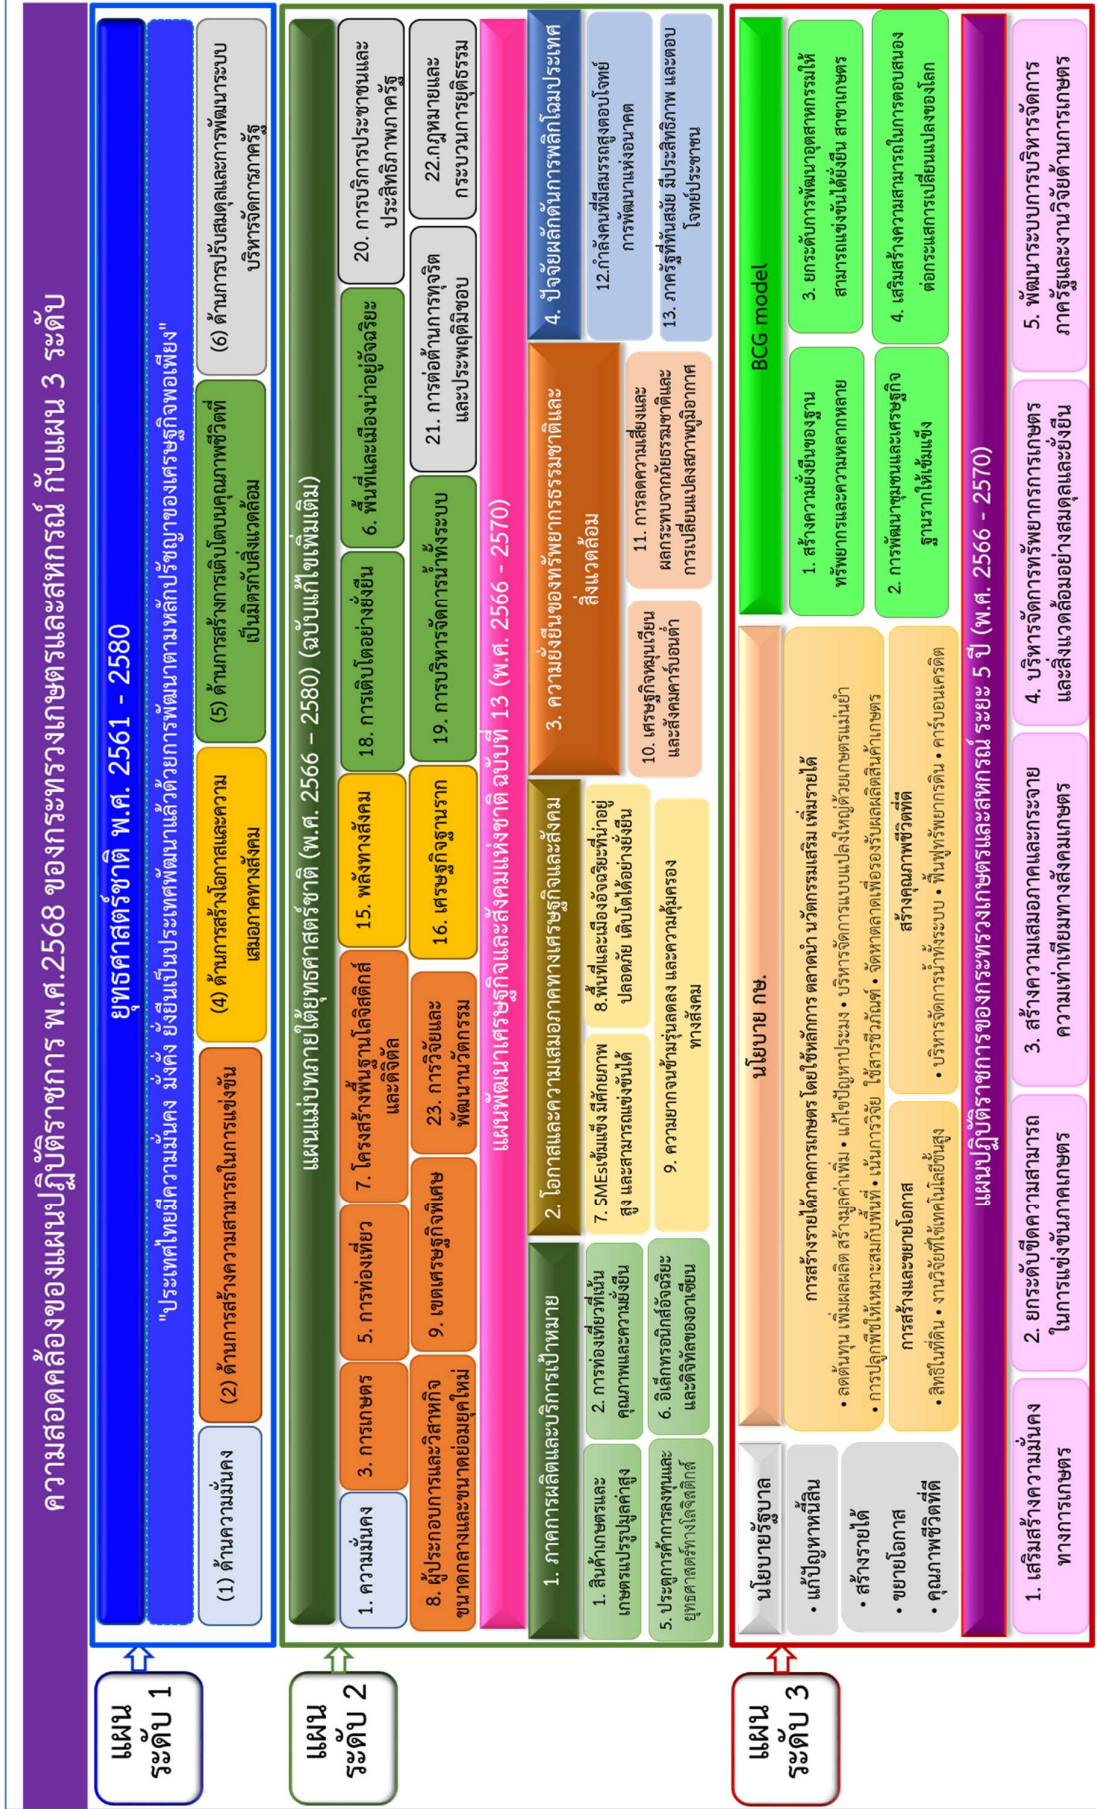 ความสอดคล้องของแผนปฏิบัติราชการ พ.ศ.2568 ของกระทรวงเกษตรและสหกรณ์ กับแผน 3 ระดับ
แผน
ระดับ 1
ยุทธศาสตร์ชาติ พ.ศ. 2561 - 2580
"ประเทศไทยมีความมั่นคง มั่งคั่ง ยั่งยืนเป็นประเทศพัฒนาแล้วด้วยการพัฒนาตามหลักปรัชญาของเศรษฐกิจพอเพียง"
(1) ด้านความมั่นคง
(2) ด้านการสร้างความสามารถในการแข่งขัน
(4) ด้านการสร้างโอกาสและความ
เสมอภาคทางสังคม
(5) ด้านการสร้างการเติบโตบนคุณภาพชีวิตที่
เป็นมิตรกับสิ่งแวดล้อม
(6) ด้านการปรับสมดุลและการพัฒนาระบบ
บริหารจัดการภาครัฐ
แผน
ระดับ 2
แผนแม่บทภายใต้ยุทธศาสตร์ชาติ (พ.ศ. 2566 – 2580) (ฉบับแก้ไขเพิ่มเติม)
1. ความมั่นคง
3. การเกษตร
5. การท่องเที่ยว
7. โครงสร้างพื้นฐานโลจิสติกส์
และดิจิตัล
15. พลังทางสังคม
18. การเติบโตอย่างยั่งยืน
6. พื้นที่และเมืองน่าอยู่อัจฉริยะ
20. การบริการประชาชนและ
ประสิทธิภาพภาครัฐ
8. ผู้ประกอบการและวิสาหกิจ
ขนาดกลางและขนาดย่อมยุคใหม่
9. เขตเศรษฐกิจพิเศษ
23. การวิจัยและ
พัฒนานวัตกรรม
16. เศรษฐกิจฐานราก
19. การบริหารจัดการน้ำทั้งระบบ
21. การต่อต้านการทุจริต
และประพฤติมิชอบ
22.กฎหมายและ
กระบวนการยุติธรรม
แผนพัฒนาเศรษฐกิจและสังคมแห่งชาติ ฉบับที่ 13 (พ.ศ. 2566 - 2570)
1. ภาคการผลิตและบริการเป้าหมาย
1. สินค้าเกษตรและ
เกษตรแปรรูปมูลค่าสูง
2. การท่องเที่ยวที่เน้น
คุณภาพและความยั่งยืน
5. ประตูการค้าการลงทุนและ
ยุทธศาสตร์ทางโลจิสติกส์
6. อิเล็กทรอนิกส์อัจฉริยะ
และดิจิทัลของอาเซียน
2. โอกาสและความเสมอภาคทางเศรษฐกิจและสังคม
7. SMEsเข้มแข็ง มีศักยภาพ
สูง และสามารถแข่งขันได้
8.พื้นที่และเมืองอัจฉริยะที่น่าอยู่
ปลอดภัย เติบโตได้อย่างยั่งยืน
9. ความยากจนข้ามรุ่นลดลง และความคุ้มครอง
ทางสังคม
3. ความยั่งยืนของทรัพยากรธรรมชาติและ
สิ่งแวดล้อม
10. เศรษฐกิจหมุนเวียน
และสังคมคาร์บอนต่ำ
11. การลดความเสี่ยงและ
ผลกระทบจากภัยธรรมชาติและ
การเปลี่ยนแปลงสภาพภูมิอากาศ
4. ปัจจัยผลักดันการพลิกโฉมประเทศ
12.กำลังคนที่มีสมรรถสูงตอบโจทย์
การพัฒนาแห่งอนาคต
13. ภาครัฐที่ทันสมัย มีประสิทธิภาพ และตอบ
โจทย์ประชาชน
แผน
ระดับ 3
นโยบายรัฐบาล
• แก้ปัญหาหนี้สิน
• สร้างรายได้
• ขยายโอกาส
• คุณภาพชีวิตที่ดี
นโยบาย กษ.
การสร้างรายได้ภาคการเกษตร โดยใช้หลักการ ตลาดนำ นวัตกรรมเสริม เพิ่มรายได้
• ลดต้นทุน เพิ่มผลผลิต สร้างมูลค่าเพิ่ม • แก้ไขปัญหาประมง • บริหารจัดการแบบแปลงใหญ่ด้วยเกษตรแม่นยำ
• การปลูกพืชให้เหมาะสมกับพื้นที่ • เน้นการวิจัย ใช้สารชีวภัณฑ์ • จัดหาตลาดเพื่อรองรับผลผลิตสินค้าเกษตร
การสร้างและขยายโอกาส
• สิทธิในที่ดิน • งานวิจัยที่ใช้เทคโนโลยีขั้นสูง
สร้างคุณภาพชีวิตที่ดี
• บริหารจัดการน้ำทั้งระบบ • ฟื้นฟูทรัพยากรดิน • คาร์บอนเครดิต
BCG model
1. สร้างความยั่งยืนของฐาน
ทรัพยากรและความหลากหลาย
3. ยกระดับการพัฒนาอุตสาหกรรมให้
สามารถแข่งขันได้ยั่งยืน สาขาเกษตร
2. การพัฒนาชุมชนและเศรษฐกิจ
ฐานรากให้เข้มแข็ง
4. เสริมสร้างความสามารถในการตอบสนอง
ต่อกระแสการเปลี่ยนแปลงของโลก
แผนปฏิบัติราชการของกระทรวงเกษตรและสหกรณ์ ระยะ 5 ปี (พ.ศ. 2566 - 2570)
1. เสริมสร้างความมั่นคง
ทางการเกษตร
2. ยกระดับขีดความสามารถ
ในการแข่งขันภาคเกษตร
3. สร้างความเสมอภาคและกระจาย
ความเท่าเทียมทางสังคมเกษตร
4. บริหารจัดการทรัพยากรการเกษตร
และสิ่งแวดล้อมอย่างสมดุลและยั่งยืน
5. พัฒนาระบบการบริหารจัดการ
ภาครัฐและงานวิจัยด้านการเกษตร